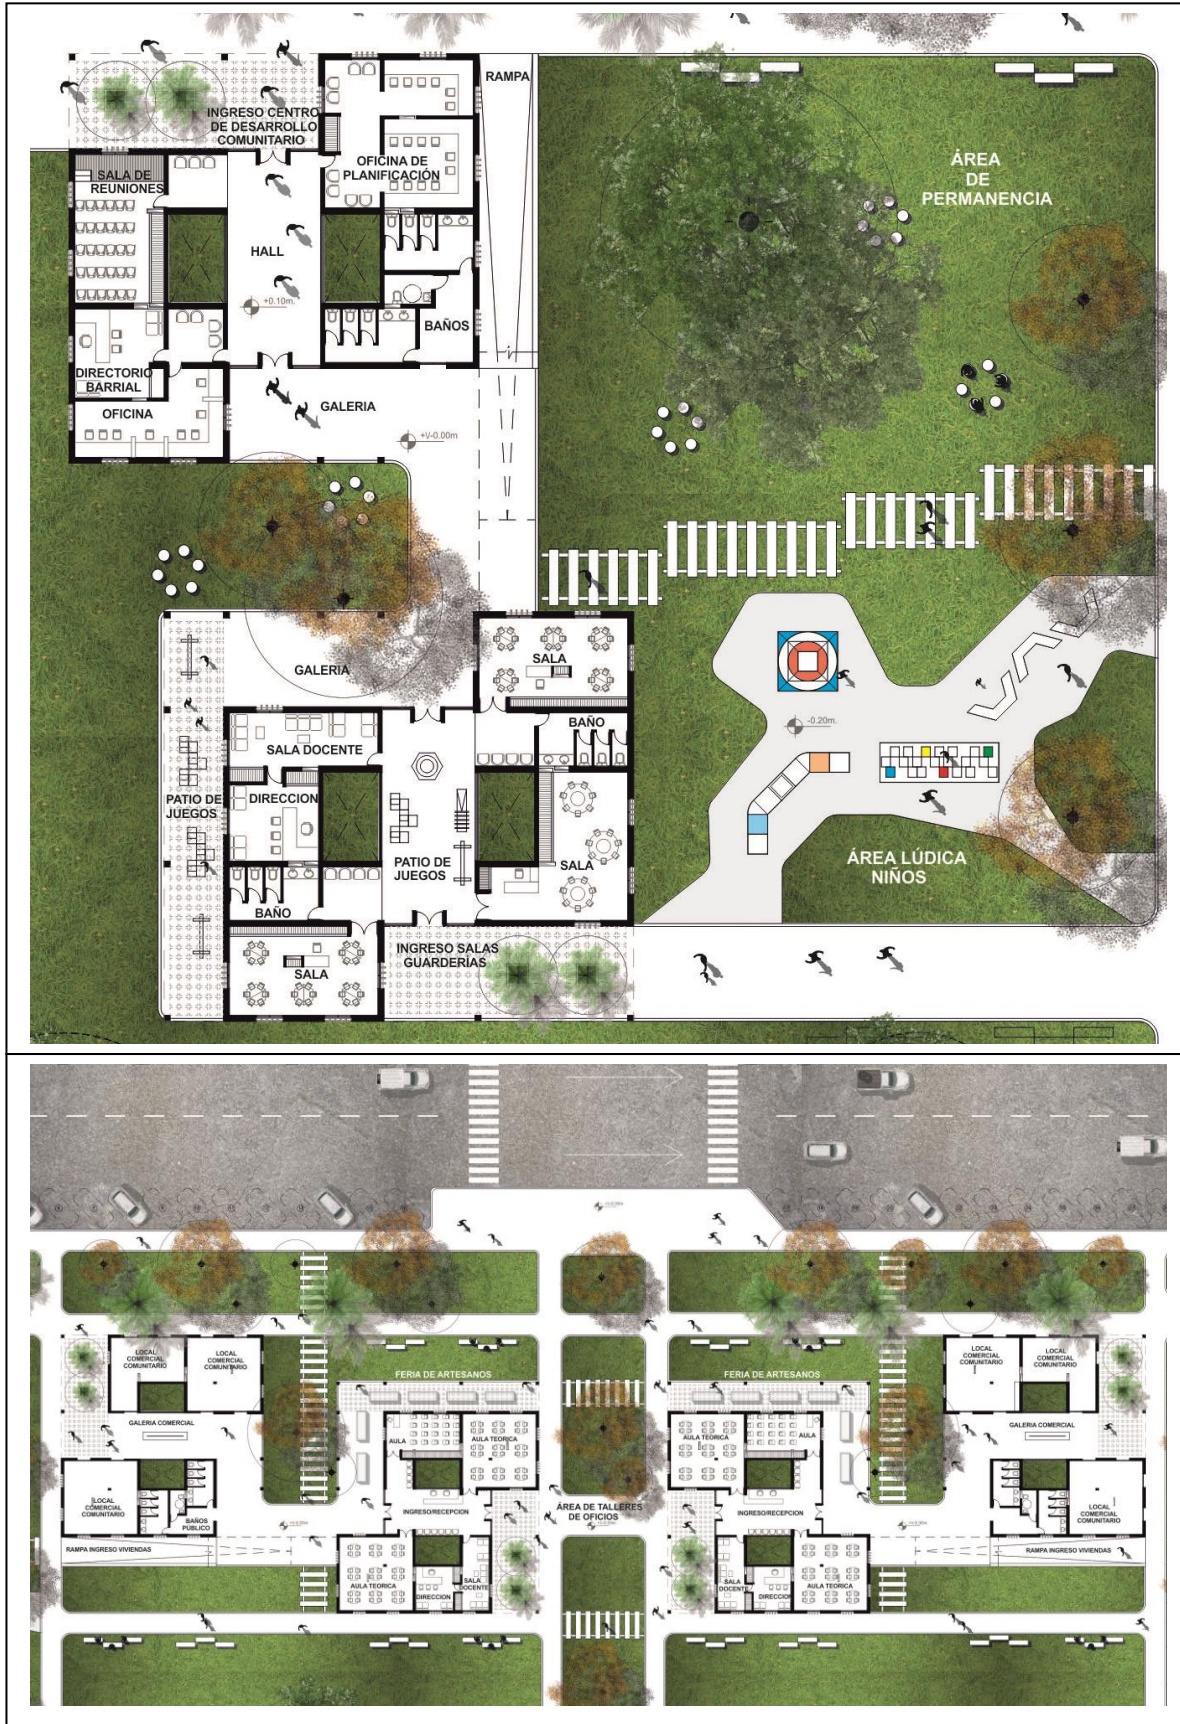 RAMPA
INGRESO CENTRO
DE DESARROLLO
COMUNITARIO
SALA DE
REUNIONES
OFICINA DE
PLANIFICACIÓN
ÁREA
DE
PERMANENCIA
HALL
+0.10m.
BAÑOS
DIRECTORIO
BARRIAL
OFICINA
GALERIA
+/-0.00m
GALERIA
SALA
SALA DOCENTE
BAÑO
-0.20m.
PATIO DE
JUEGOS
DIRECCION
PATIO DE
JUEGOS
SALA
ÁREA LÚDICA
NIÑOS
BAÑO
INGRESO SALAS
GUARDERÍAS
SALA
LOCAL
COMERCIAL
COMUNITARIO
LOCAL
COMERCIAL
COMUNITARIO
FERIA DE ARTESANOS
FERIA DE ARTESANOS
LOCAL
COMERCIAL
COMUNITARIO
LOCAL
COMERCIAL
COMUNITARIO
GALERIA COMERCIAL
AULA
AULA TEORICA
AULA TEORICA
AULA
GALERIA COMERCIAL
LOCAL
COMERCIAL
COMUNITARIO
BAÑOS
PÚBLICO
INGRESO/RECEPCION
ÁREA DE TALLERES
DE OFICIOS
INGRESO/RECEPCION
LOCAL
COMERCIAL
COMUNITARIO
RAMPA INGRESO VIVIENDAS
RAMPA INGRESO VIVIENDAS
AULA TEORICA
DIRECCION
SALA
DOCENTE
SALA
DOCENTE
DIRECCION
AULA TEORICA